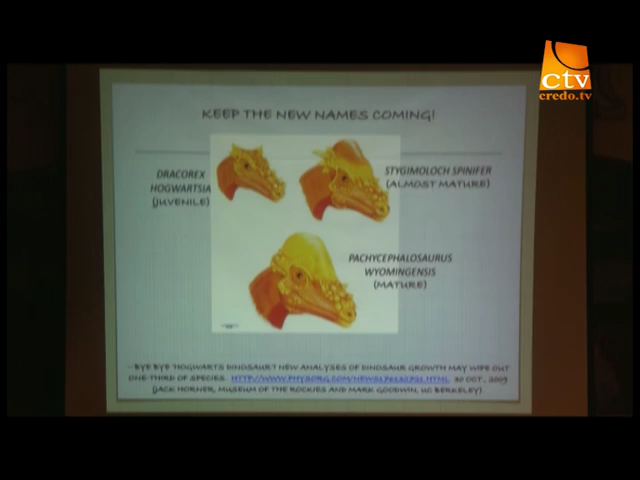 ctv
credo.tv
KEEP THE NEW NAMES COMING!
DRACOREX
HOGWARTSIA
(JUVENILE)
STYGIMOLOCH SPINIFER
(ALMOST MATURE)
PACHYCEPHALOSAURUS
WYOMINGENSIS
(MATURE)
BYE BYE 'HOGWARTS DINOSAUR'? NEW ANALYSES OF DINOSAUR GROWTH MAY WIPE OUT
ONE-THIRD OF SPECIES. 30 OCT., 2009
(JACK HORNER, MUSEUM OF THE ROCKIES AND MARK GOODWIN, UC BERKELEY).